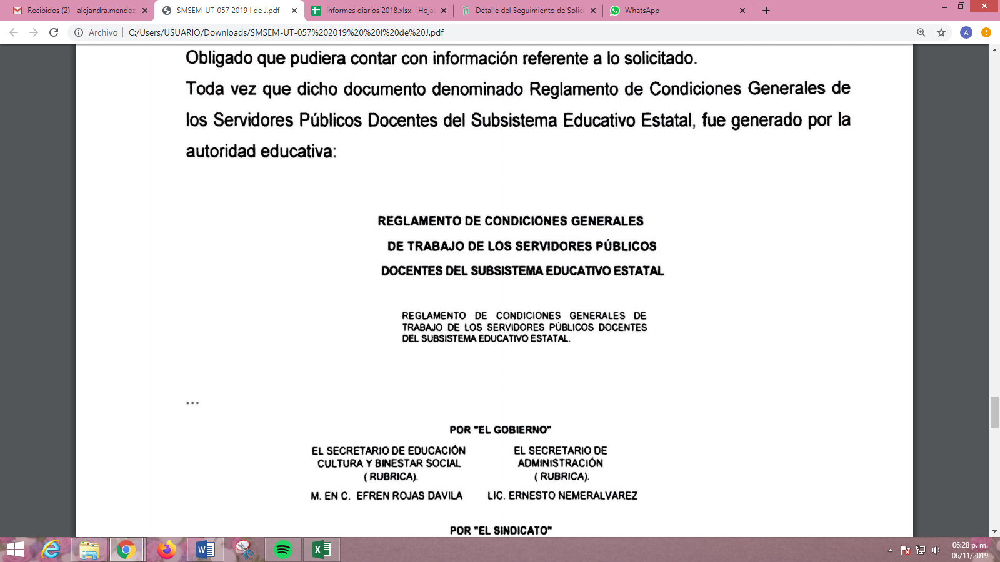 Recibidos (2) - alejandra.mendoz
SMSEM-UT-057 2019 I de J.pdf
informes diarios 2018.xlsx - Hoja
Detalle del Seguimiento de Solici
WhatsApp
Archivo
C:/Users/USUARIO/Downloads/SMSEM-UT-057%202019%20%20I%20de%20J.pdf
A
Obligado que pudiera contar con información referente a lo solicitado.
Toda vez que dicho documento denominado Reglamento de Condiciones Generales de
los Servidores Públicos Docentes del Subsistema Educativo Estatal, fue generado por la
autoridad educativa:
REGLAMENTO DE CONDICIONES GENERALES
DE TRABAJO DE LOS SERVIDORES PÚBLICOS
DOCENTES DEL SUBSISTEMA EDUCATIVO ESTATAL
REGLAMENTO DE CONDICIONES GENERALES DE
TRABAJO DE LOS SERVIDORES PÚBLICOS DOCENTES
DEL SUBSISTEMA EDUCATIVO ESTATAL.
...
POR "EL GOBIERNO"
EL SECRETARIO DE EDUCACIÓN
CULTURA Y BINESTAR SOCIAL
( RUBRICA).
M. EN C. EFREN ROJAS DAVILA
EL SECRETARIO DE
ADMINISTRACIÓN
( RUBRICA).
LIC. ERNESTO NEMERALVAREZ
POR "EL SINDICATO"
06:28 p. m.
06/11/2019